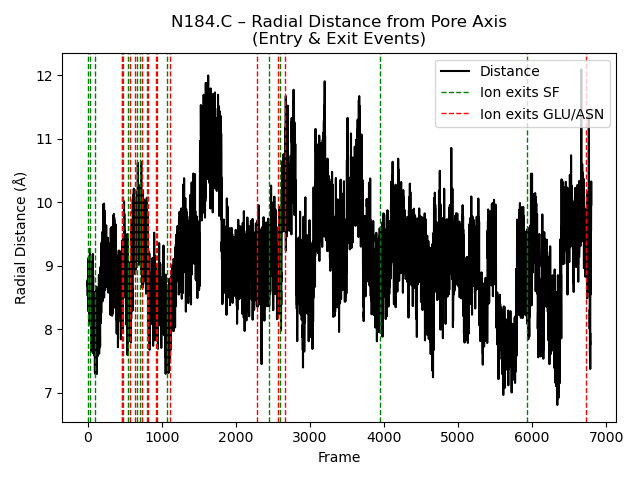 N184.C – Radial Distance from Pore Axis
(Entry & Exit Events)
Distance
Ion exits SF
Ion exits GLU/ASN
Radial Distance (Å)
12
11
10
9
8
7
0 1000 2000 3000 4000 5000 6000 7000
Frame